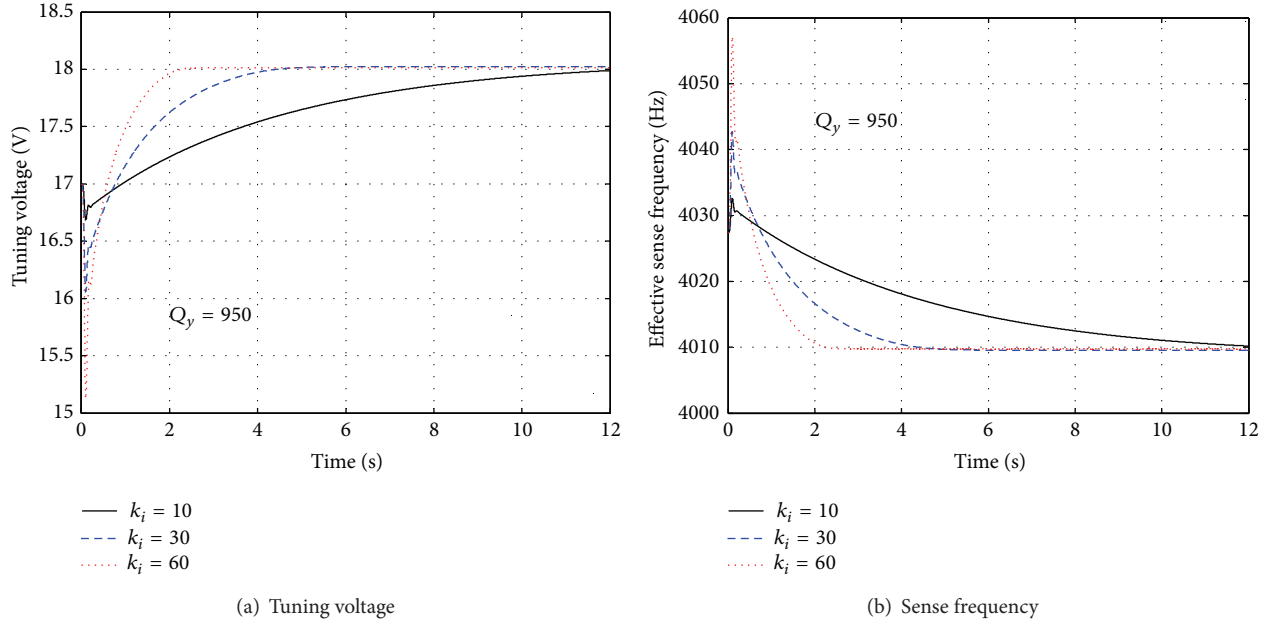 18.5
18
17.5
17
16.5
16
15.5
15
Tuning voltage (V)
Q_y = 950
0 2 4 6 8 10 12
Time (s)
k_i = 10
k_i = 30
k_i = 60
(a) Tuning voltage
4060
4050
4040
4030
4020
4010
4000
Effective sense frequency (Hz)
Q_y = 950
0 2 4 6 8 10 12
Time (s)
k_i = 10
k_i = 30
k_i = 60
(b) Sense frequency